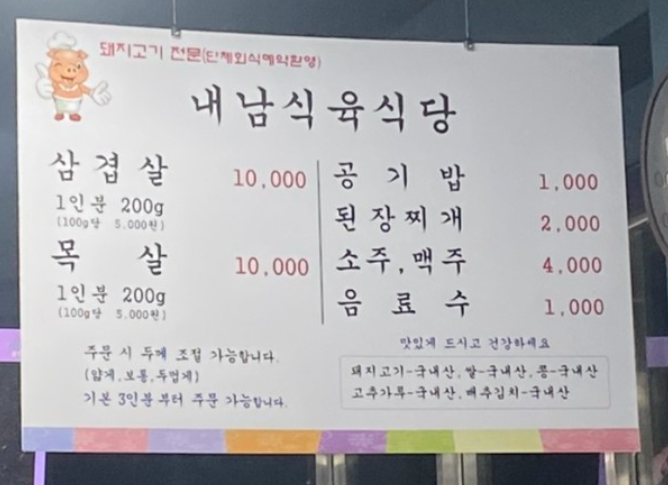 돼지고기 전문(단체회식예약환영)
내남식육식당
삼겹살 10,000
1인분 200g
(100g당 5.000원)
목살 10,000
1인분 200g
(100g당 5.000원)
공기밥 1,000
된장찌개 2,000
소주,맥주 4,000
음료수 1,000
주문 시 두께 조절 가능합니다.
(얇게,보통,두껍게)
기본 3인분부터 주문 가능합니다.
맛있게 드시고 건강하세요
돼지고기-국내산,쌀-국내산,콩-국내산
고추가루-국내산,배추김치-국내산